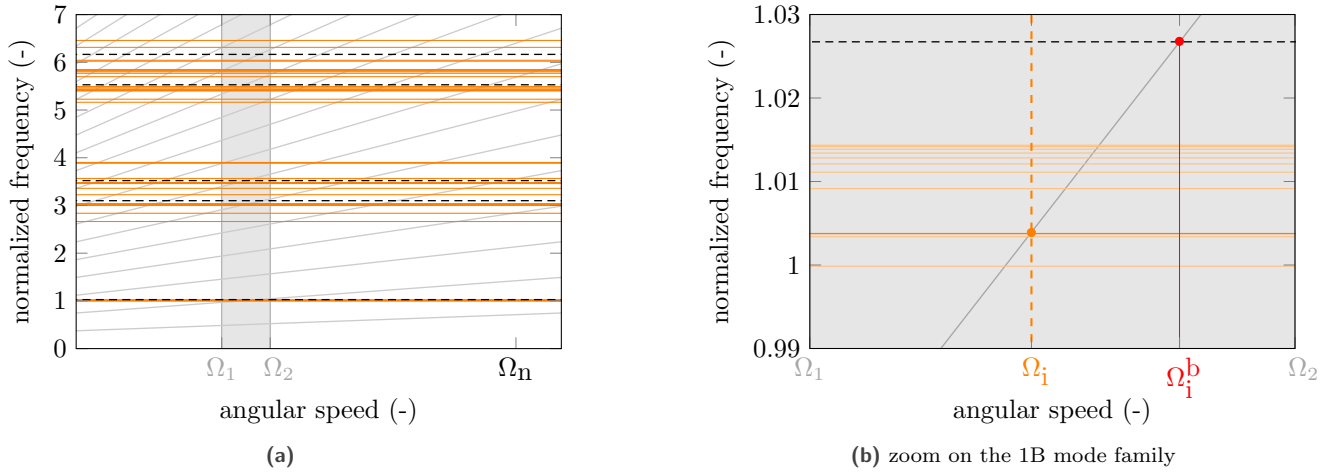 7
6
5
4
3
2
1
0
normalized frequency (-)
Ω1 Ω2 Ωn
angular speed (-)
(a)
1.03
1.02
1.01
1
0.99
normalized frequency (-)
Ω1 Ωi Ωib Ω2
angular speed (-)
(b) zoom on the 1B mode family